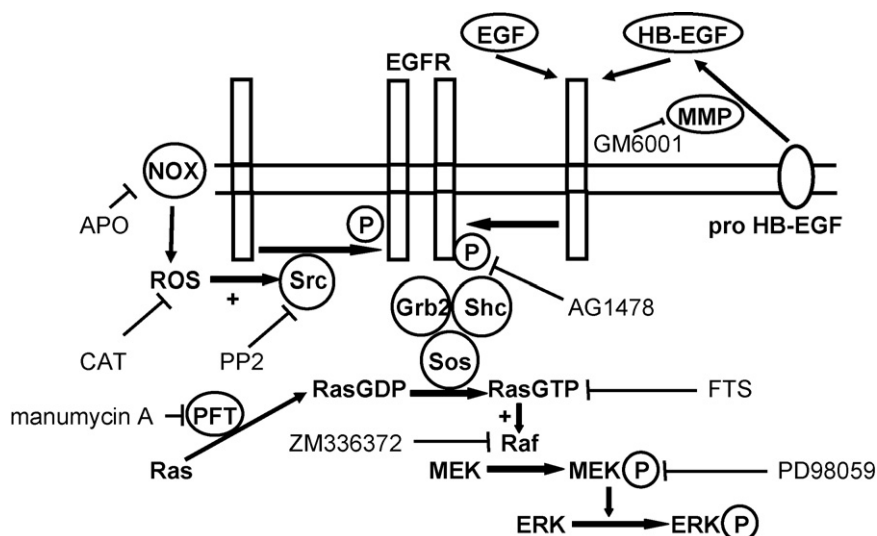 EGF
HB-EGF
EGFR
MMP
GM6001
NOX
pro HB-EGF
APO
P
P
ROS
+
Src
Grb2
Shc
AG1478
CAT
PP2
Sos
RasGDP
RasGTP
FTS
manumycin A
PFT
+
ZM336372
Raf
Ras
MEK
MEK P
PD98059
ERK
ERK P